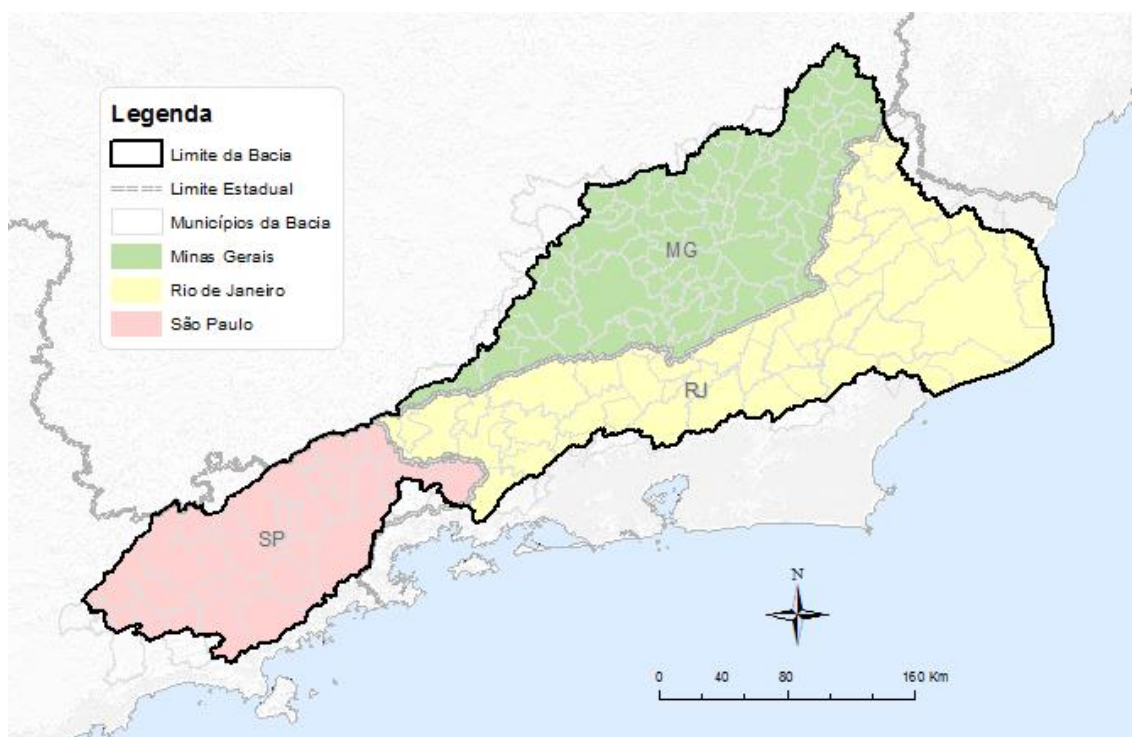 Legenda
Limite da Bacia
Limite Estadual
Municípios da Bacia
Minas Gerais
Rio de Janeiro
São Paulo
MG
RJ
SP
N
0 40 80 160 Km